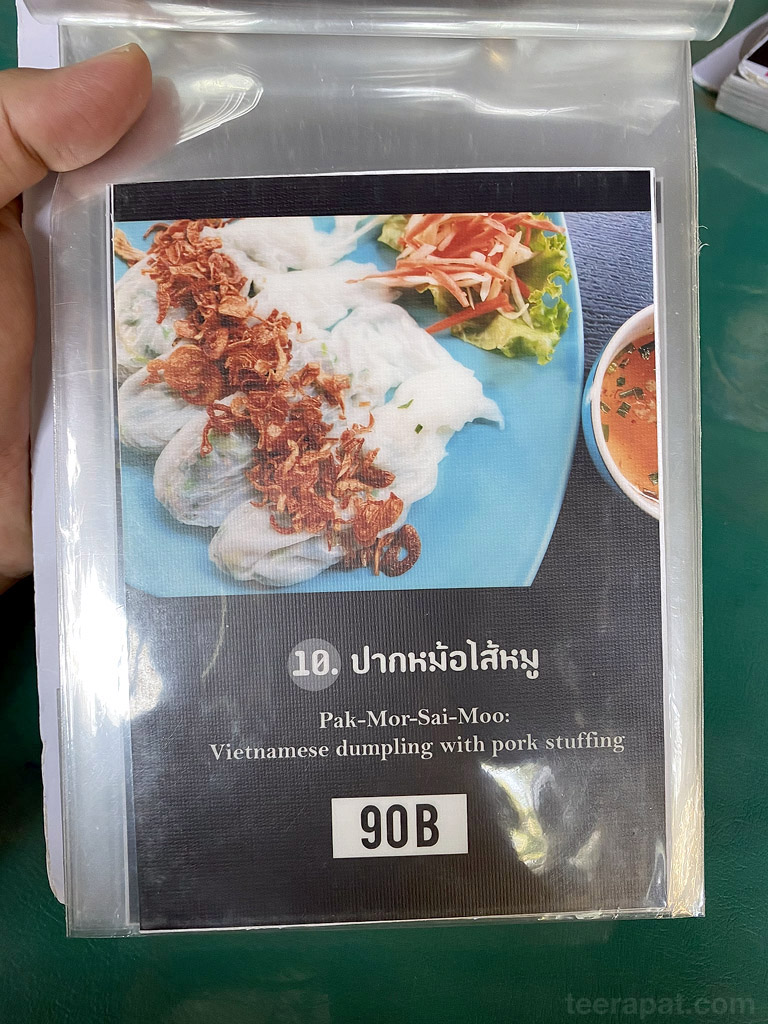 10. ปากหม้อไส้หมู
Pak-Mor-Sai-Moo:
Vietnamese dumpling with pork stuffing
90B
teerapat.com